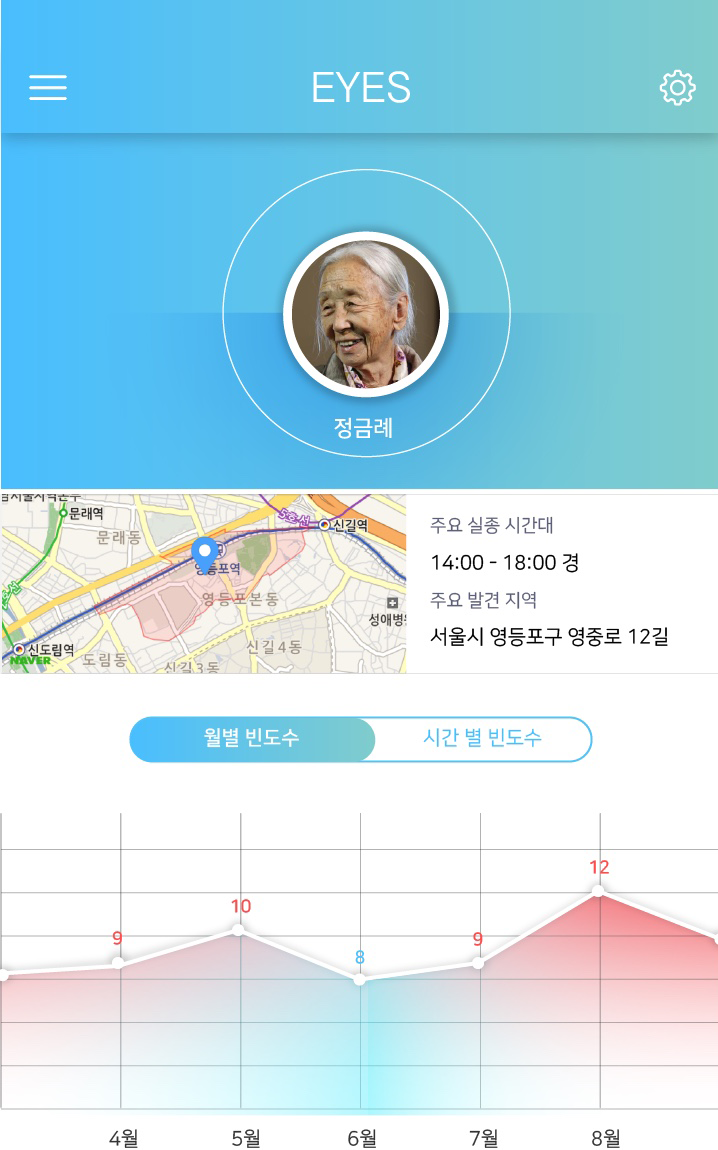 EYES
정금례
문래역
문래동
5호선
신길역
영등포역
영등포본동
성애병원
신도림역
NAVER
도림동
신길3동
신길4동
주요 실종 시간대
14:00 - 18:00 경
주요 발견 지역
서울시 영등포구 영중로 12길
월별 빈도수
시간 별 빈도수
9
10
8
9
12
4월
5월
6월
7월
8월